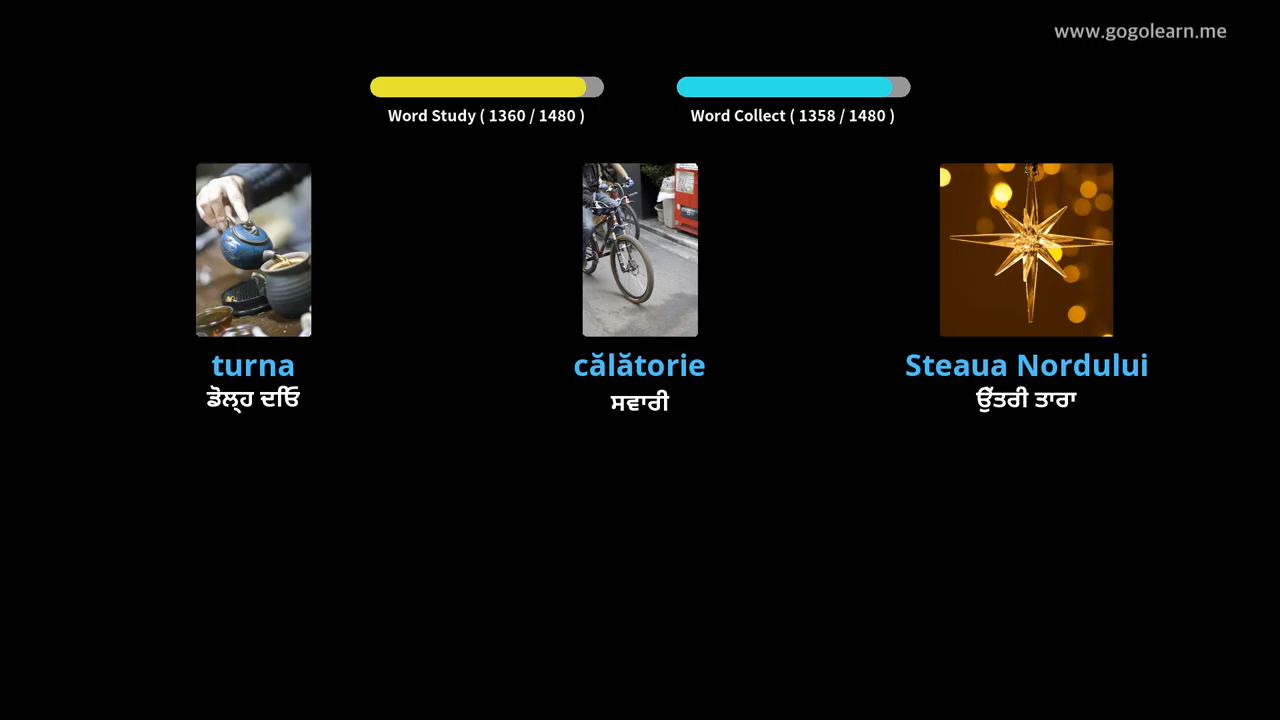 www.gogolearn.me
Word Study ( 1360 / 1480 )
Word Collect ( 1358 / 1480 )
turna
ਡੋਲ੍ਹ ਦਿਓ
călătorie
ਸਵਾਰੀ
Steaua Nordului
ਉੱਤਰੀ ਤਾਰਾ